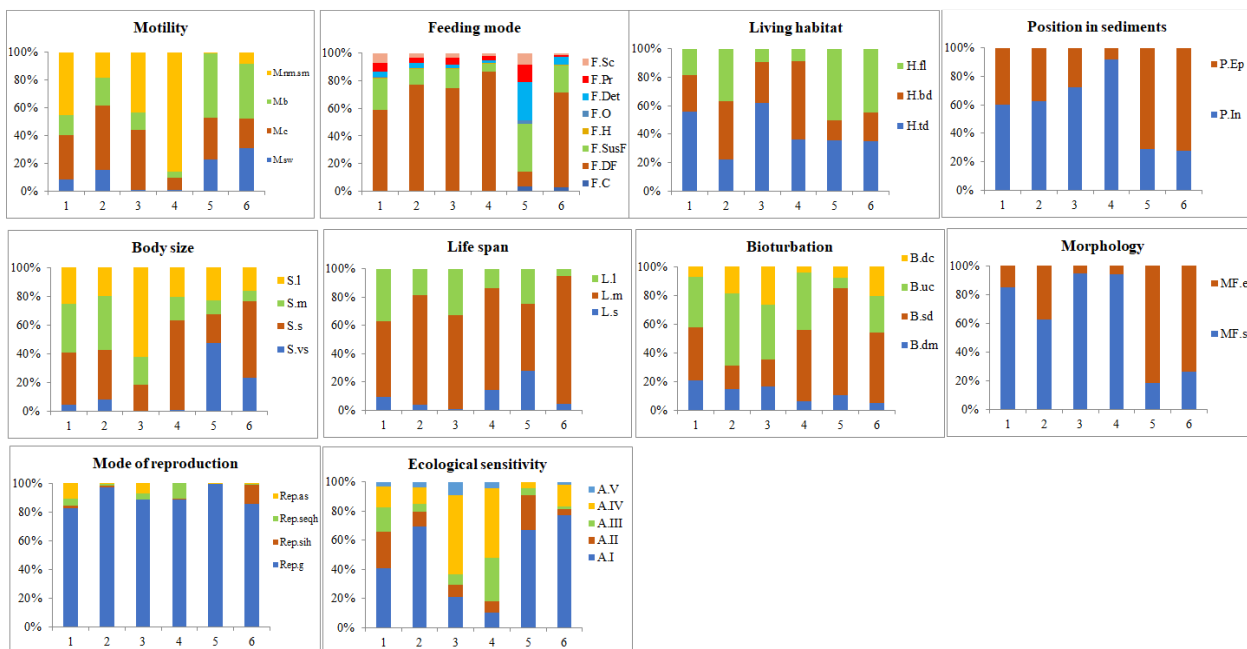 Motility
100%
80%
60%
40%
20%
0%
1 2 3 4 5 6
M.nm.sm
M.b
M.c
M.sw
Feeding mode
100%
80%
60%
40%
20%
0%
1 2 3 4 5 6
F.Sc
F.Pr
F.Det
F.O
F.H
F.SusF
F.DF
F.C
Living habitat
100%
80%
60%
40%
20%
0%
1 2 3 4 5 6
H.fl
H.bd
H.td
Position in sediments
100%
80%
60%
40%
20%
0%
1 2 3 4 5 6
P.Ep
P.In
Body size
100%
80%
60%
40%
20%
0%
1 2 3 4 5 6
S.l
S.m
S.s
S.vs
Life span
100%
80%
60%
40%
20%
0%
1 2 3 4 5 6
L.l
L.m
L.s
Bioturbation
100%
80%
60%
40%
20%
0%
1 2 3 4 5 6
B.dc
B.uc
B.sd
B.dm
Morphology
100%
80%
60%
40%
20%
0%
1 2 3 4 5 6
MF.e
MF.s
Mode of reproduction
100%
80%
60%
40%
20%
0%
1 2 3 4 5 6
Rep.as
Rep.seqh
Rep.sih
Rep.g
Ecological sensitivity
100%
80%
60%
40%
20%
0%
1 2 3 4 5 6
A.V
A.IV
A.III
A.II
A.I